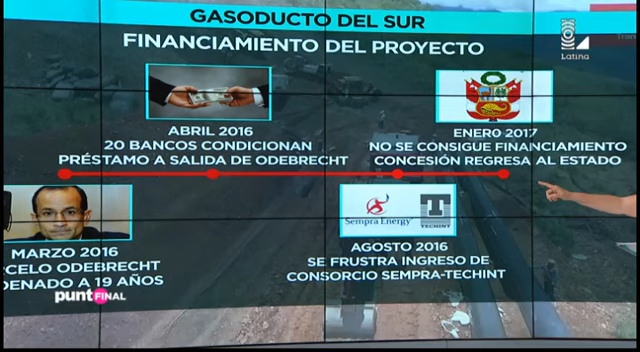 GASODUCTO DEL SUR
FINANCIAMIENTO DEL PROYECTO
Latina
ABRIL 2016
20 BANCOS CONDICIONAN
PRÉSTAMO A SALIDA DE ODEBRECHT
ENERO 2017
NO SE CONSIGUE FINANCIAMIENTO
CONCESIÓN REGRESA AL ESTADO
MARZO 2016
RCELO ODEBRECHT
DENADO A 19 AÑOS
Sempra Energy
TECHINT
AGOSTO 2016
SE FRUSTRA INGRESO DE
CONSORCIO SEMPRA-TECHINT
punto FINAL